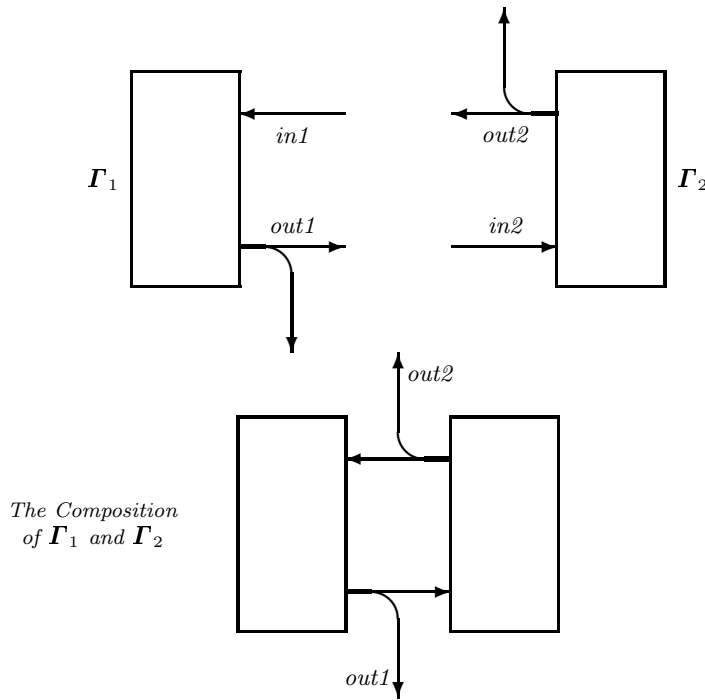 in1
out2
Γ1
Γ2
out1
in2
out2
The Composition
of Γ1 and Γ2
out1